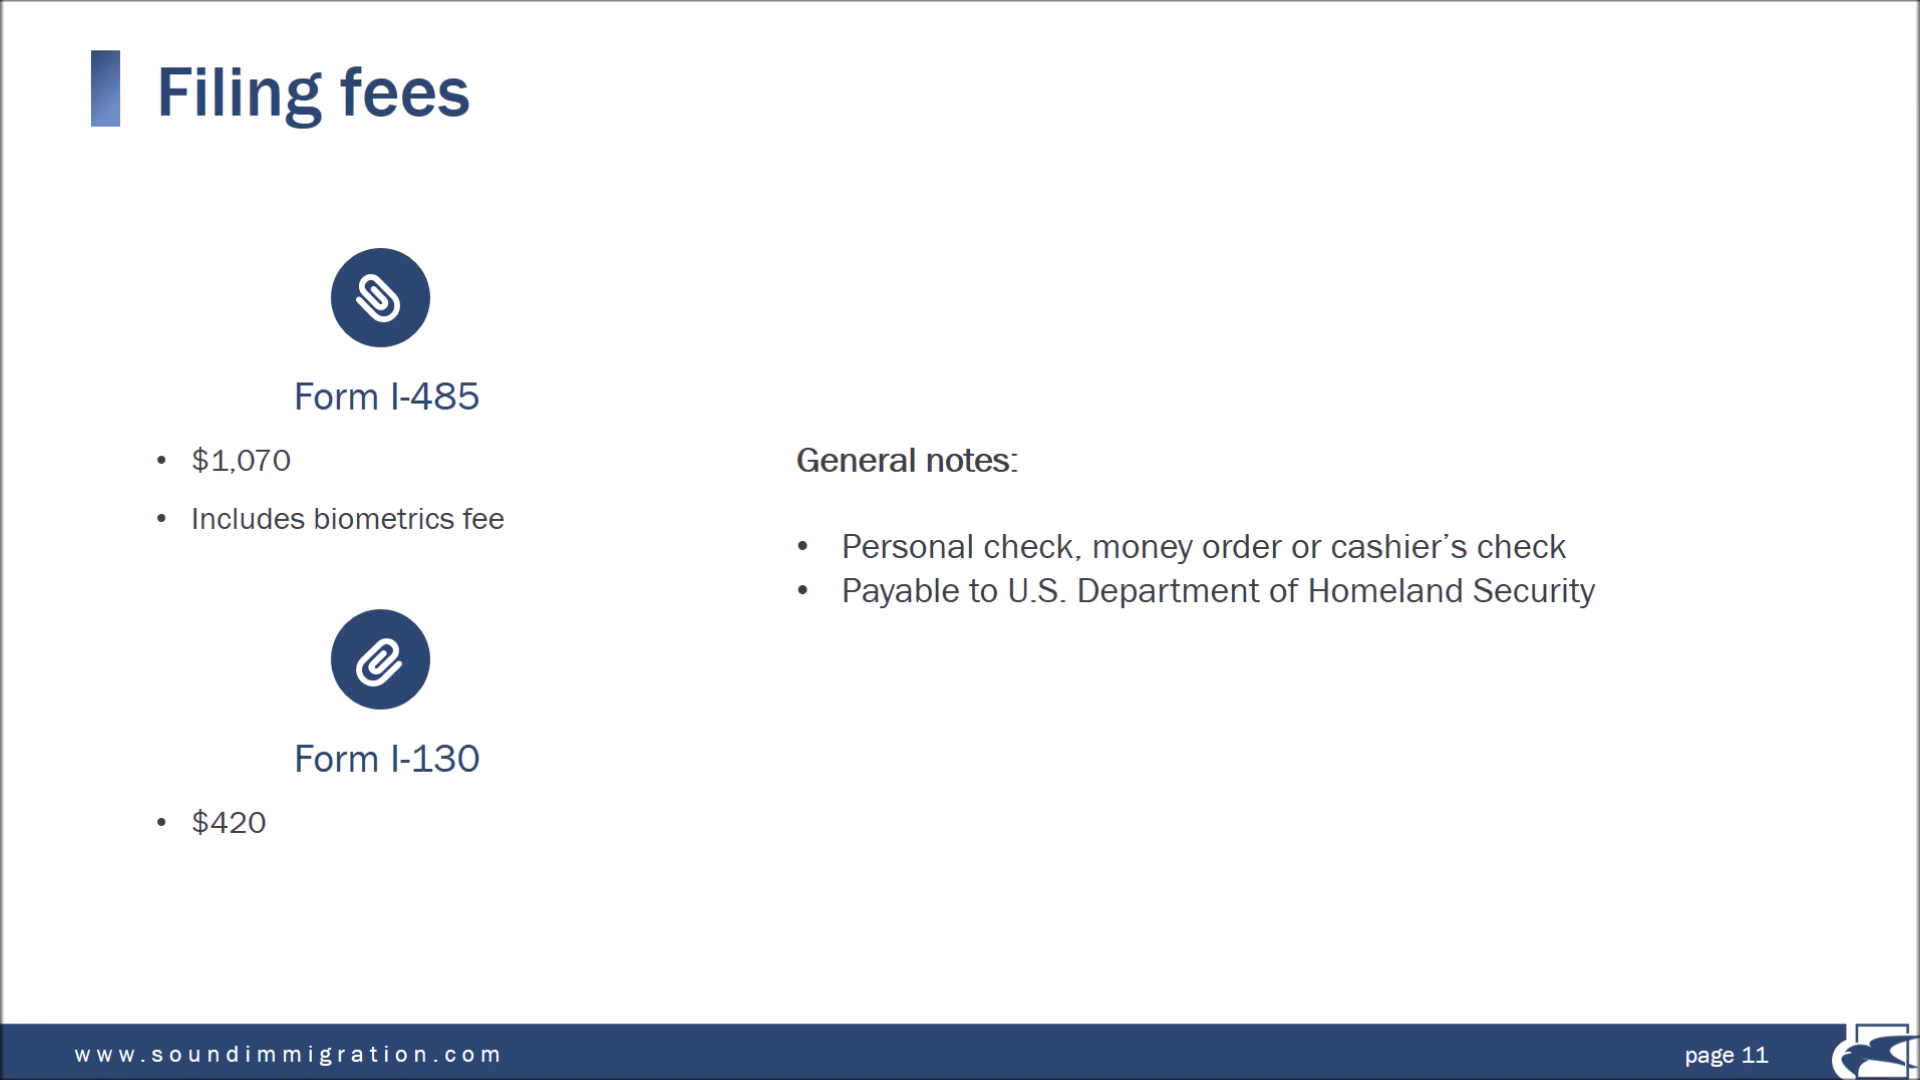 Filing fees
Form I-485
• $1,070
• Includes biometrics fee
Form I-130
• $420
General notes:
• Personal check, money order or cashier’s check
• Payable to U.S. Department of Homeland Security
www.soundimmigration.com
page 11